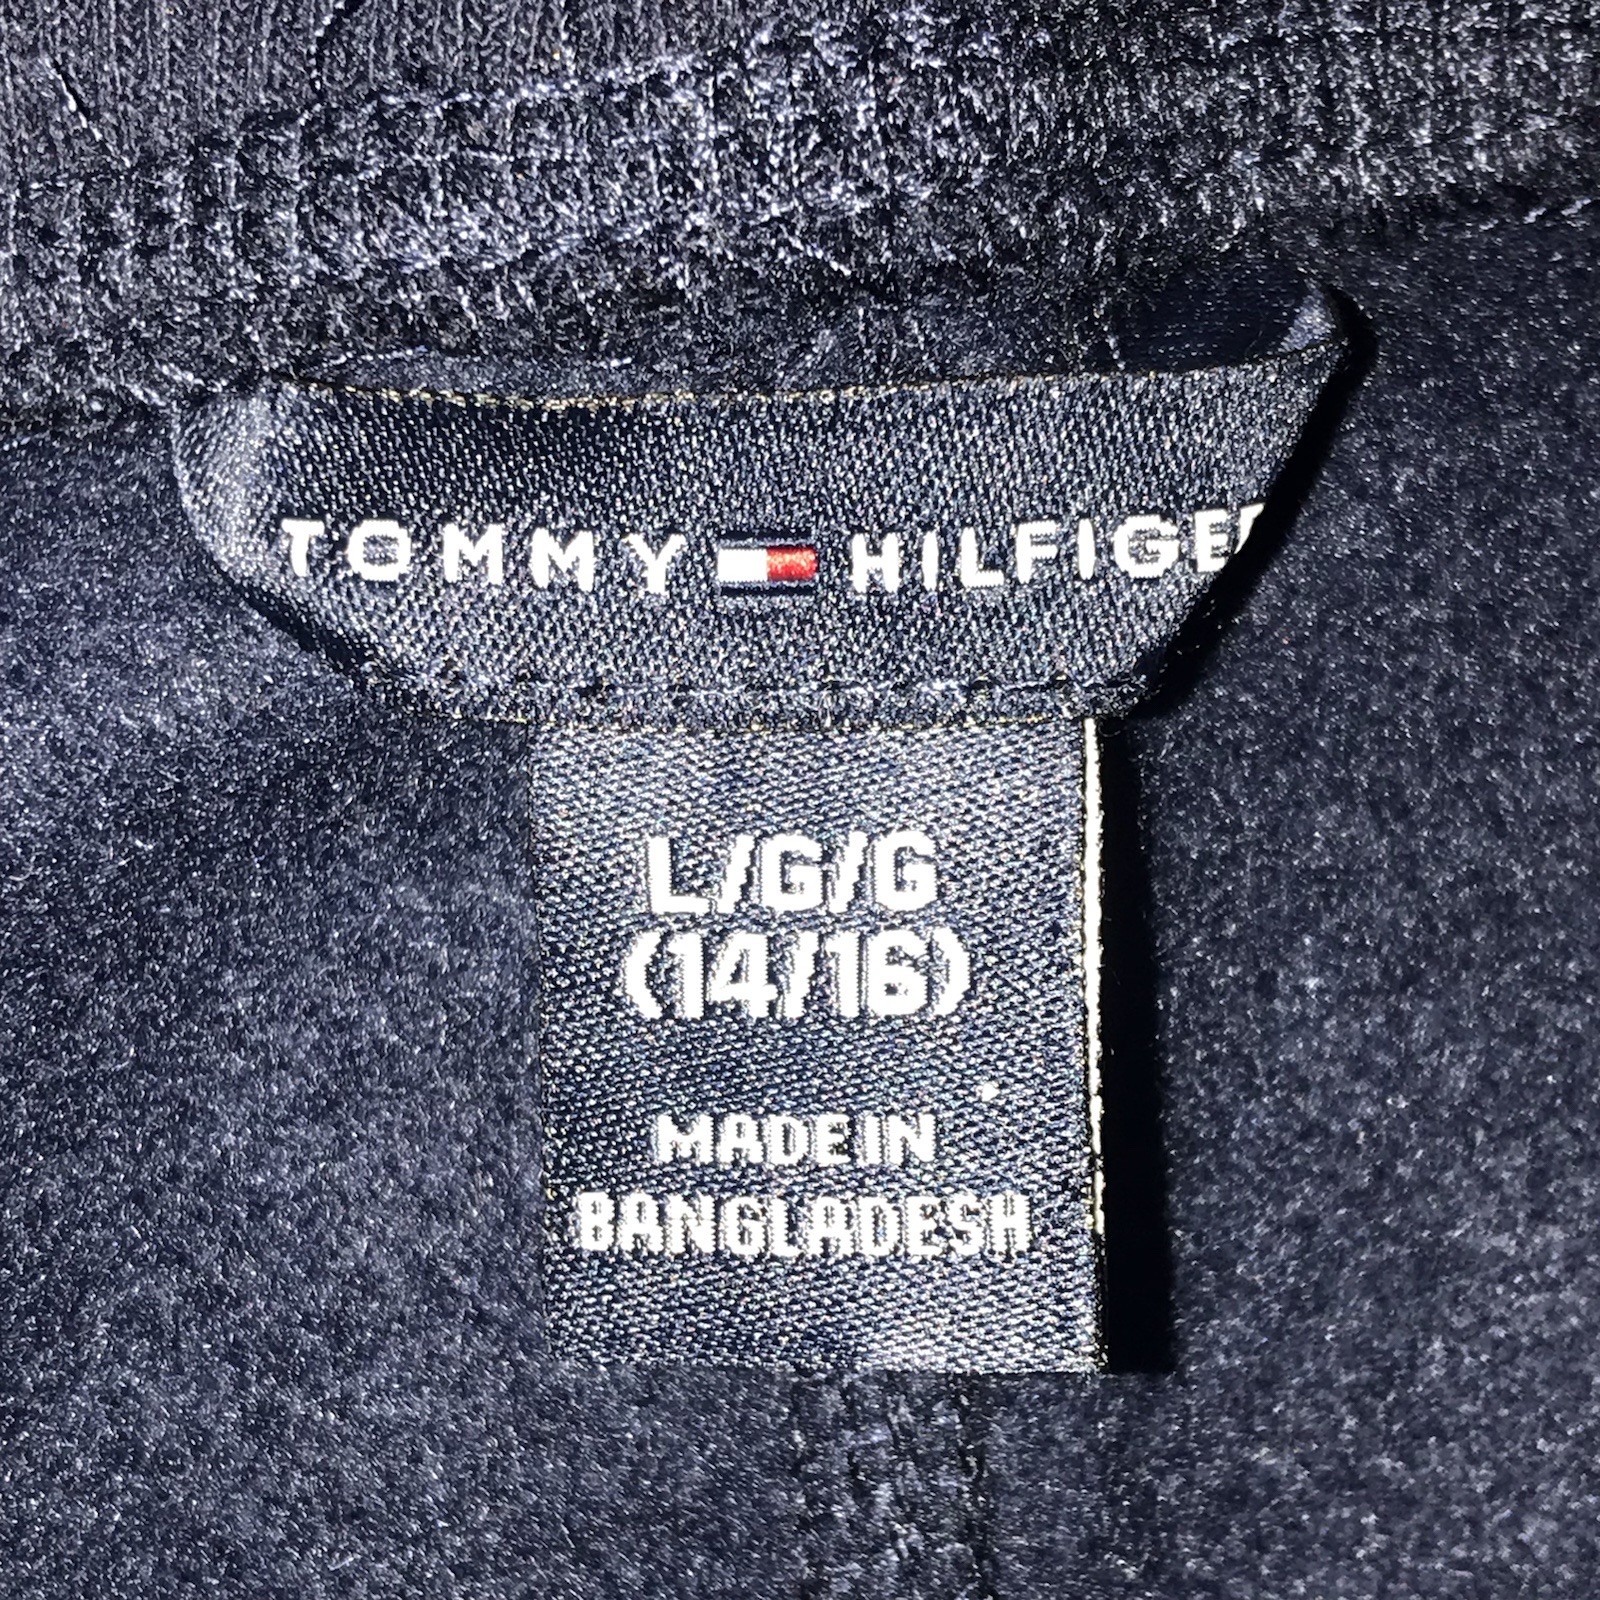 TOMMY HILFIGER
L/G/G
(14/16)
MADE IN
BANGLADESH